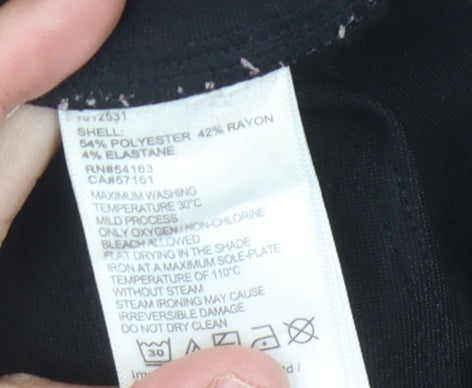 1312531
SHELL:
54% POLYESTER 42% RAYON
4% ELASTANE
RN#54163
CA#57151
MAXIMUM WASHING
TEMPERATURE 30°C
MILD PROCESS
ONLY OXYGEN / NON-CHLORINE
BLEACH ALLOWED
FLAT DRYING IN THE SHADE
IRON AT A MAXIMUM SOLE-PLATE
TEMPERATURE OF 110°C
WITHOUT STEAM
STEAM IRONING MAY CAUSE
IRREVERSIBLE DAMAGE
DO NOT DRY CLEAN
30